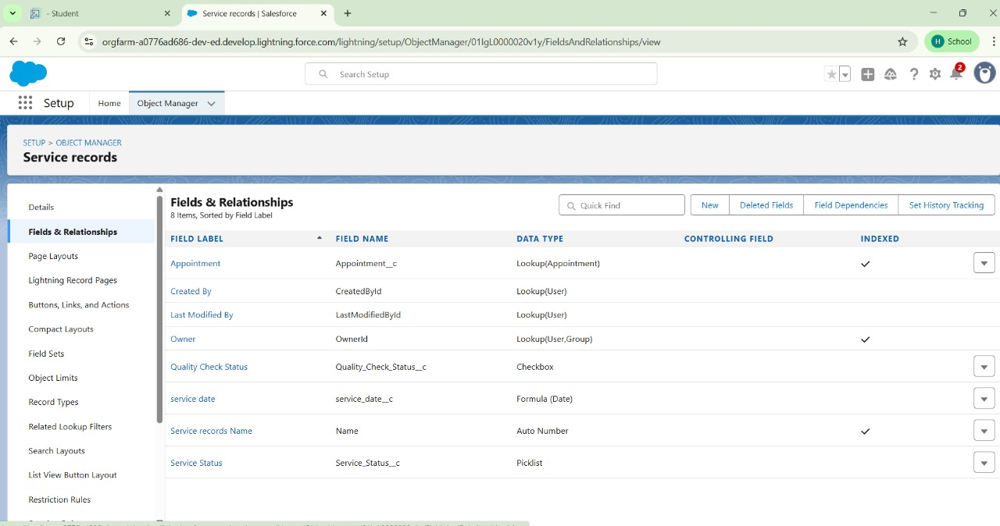 - Student
Service records | Salesforce
orgfarm-a0776ad686-dev-ed.develop.lightning.force.com/lightning/setup/ObjectManager/01IgL0000020v1y/FieldsAndRelationships/view
H School
Search Setup
2
Setup Home Object Manager
SETUP > OBJECT MANAGER
Service records
Details
Fields & Relationships
Page Layouts
Lightning Record Pages
Buttons, Links, and Actions
Compact Layouts
Field Sets
Object Limits
Record Types
Related Lookup Filters
Search Layouts
List View Button Layout
Restriction Rules
Fields & Relationships
8 Items, Sorted by Field Label
Quick Find New Deleted Fields Field Dependencies Set History Tracking
FIELD LABEL FIELD NAME DATA TYPE CONTROLLING FIELD INDEXED
Appointment Appointment__c Lookup(Appointment)
Created By CreatedById Lookup(User)
Last Modified By LastModifiedById Lookup(User)
Owner OwnerId Lookup(User,Group)
Quality Check Status Quality_Check_Status__c Checkbox
service date service_date__c Formula (Date)
Service records Name Name Auto Number
Service Status Service_Status__c Picklist